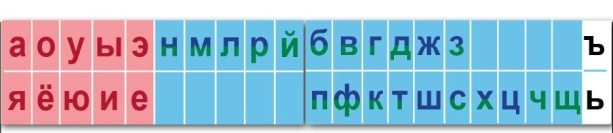 а о у ы э н м л р й б в г д ж з ъ
я ё ю и е п ф к т ш с х ц ч щ ь